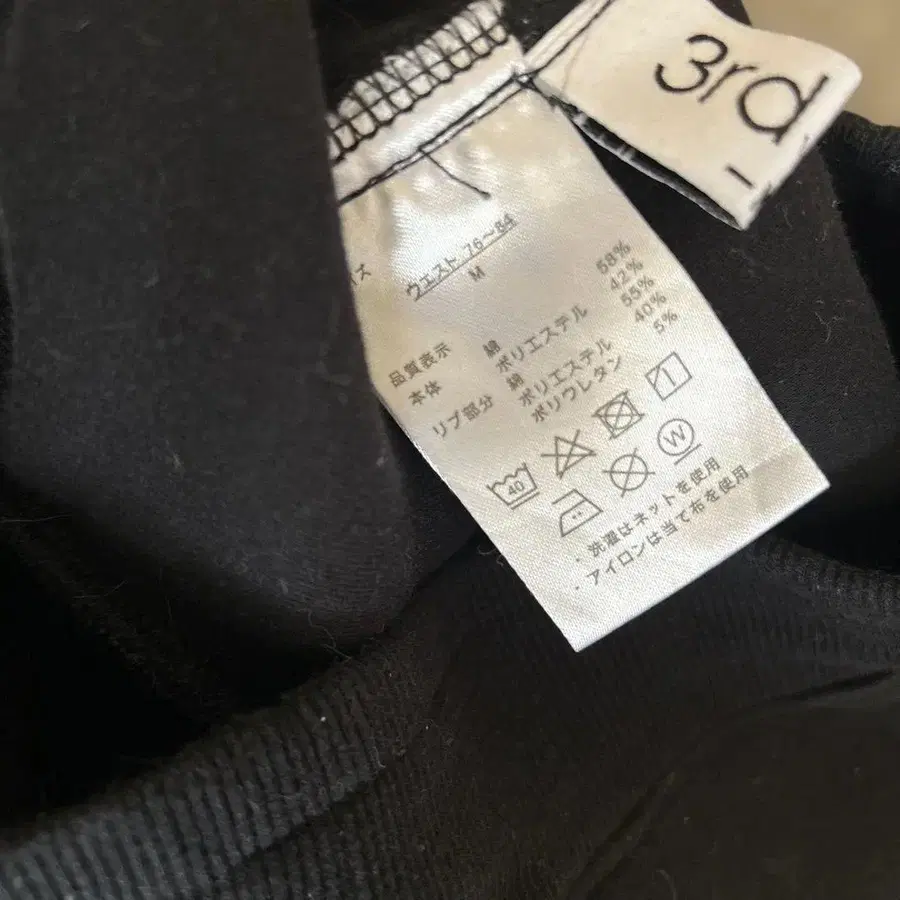 3rd
イズ
ウエスト 76～84
M
品質表示
本体 綿 58%
ポリエステル 42%
リブ部分 綿 55%
ポリエステル 40%
ポリウレタン 5%
40
W
・洗濯はネットを使用
・アイロンは当て布を使用